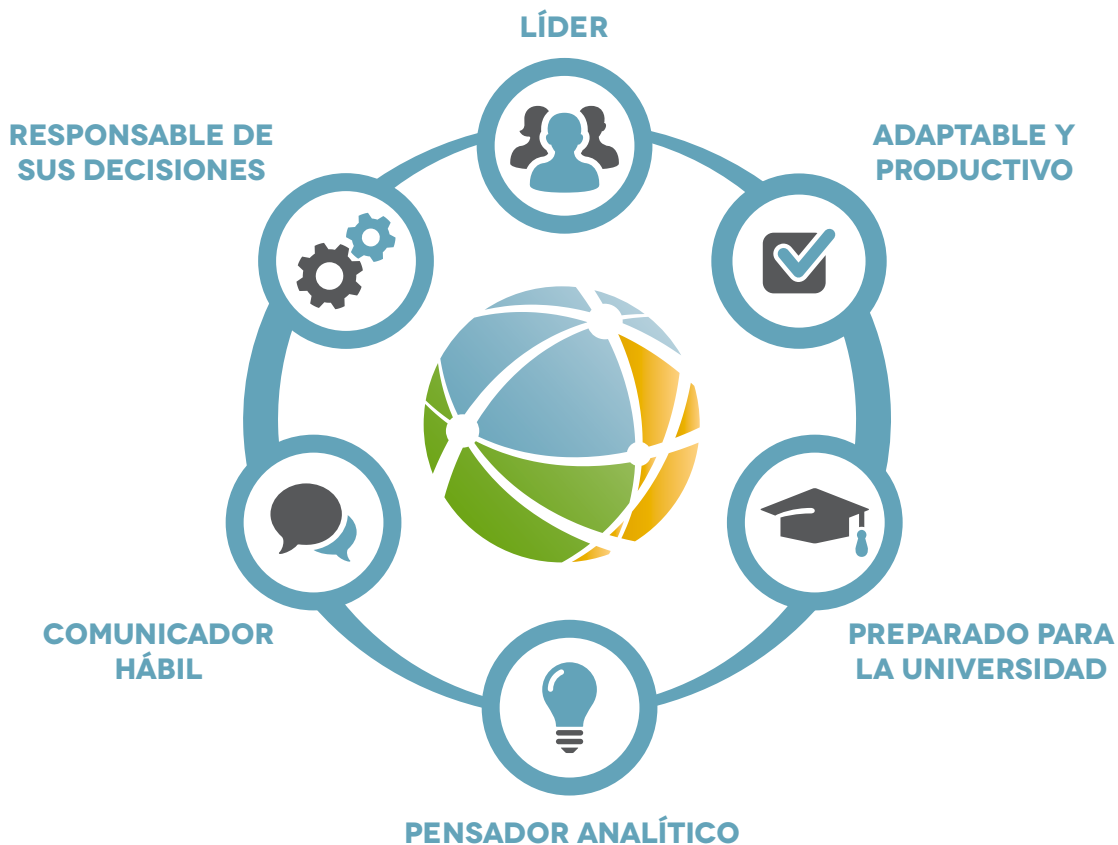 LÍDER
RESPONSABLE DE
SUS DECISIONES
ADAPTABLE Y
PRODUCTIVO
COMUNICADOR
HÁBIL
PREPARADO PARA
LA UNIVERSIDAD
PENSADOR ANALÍTICO